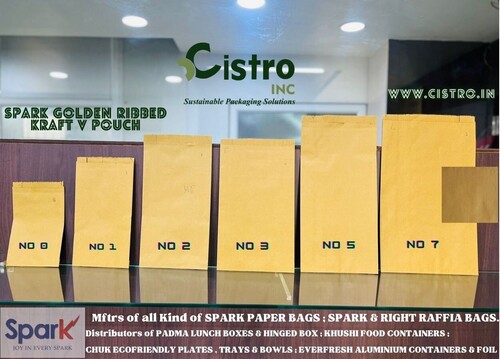 Cistro
INC
Sustainable Packaging Solutions
SPARK GOLDEN RIBBED
KRAFT V POUCH
WWW.CISTRO.IN
NO 0
NO 1
NO 2
NO 3
NO 5
NO 7
Spark
JOY IN EVERY SPARK
Mftrs of all Kind of SPARK PAPER BAGS ; SPARK & RIGHT RAFFIA BAGS.
Distributors of PADMA LUNCH BOXES & HINGED BOX ; KHUSHI FOOD CONTAINERS ;
CHUK ECOFRIENDLY PLATES , TRAYS & BOWLS ; EVERFRESH ALUMINIUM CONTAINERS & FOIL